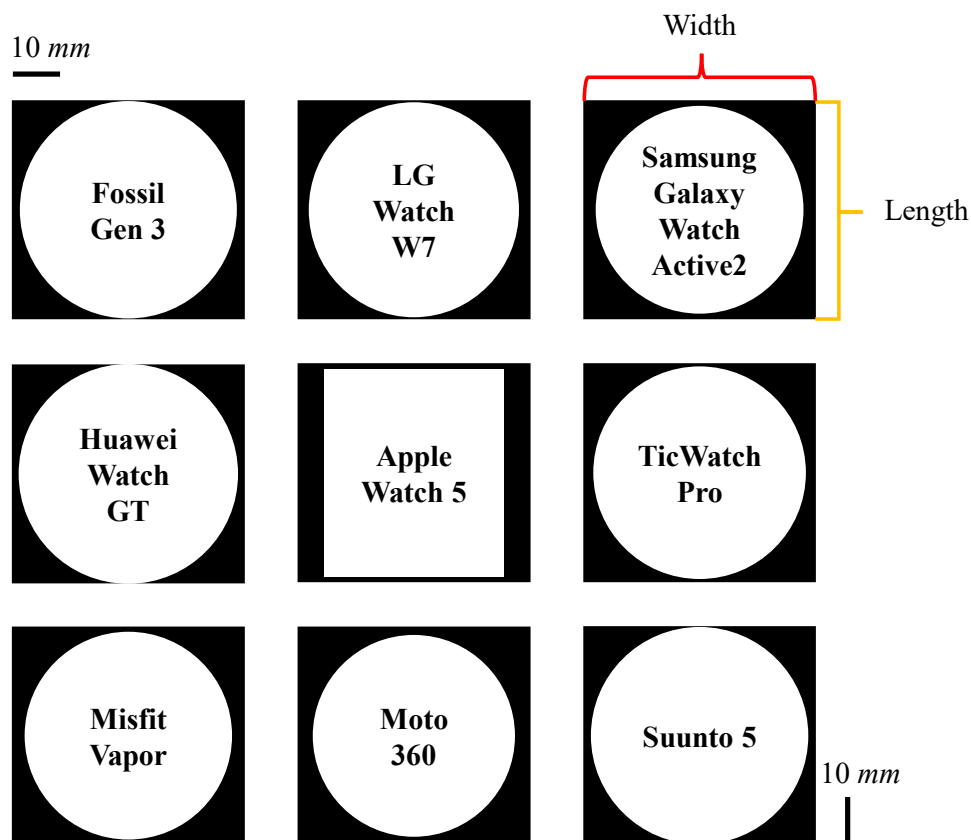 Width
10 mm
Fossil
Gen 3
LG
Watch
W7
Samsung
Galaxy
Watch
Active2
Length
Huawei
Watch
GT
Apple
Watch 5
TicWatch
Pro
Misfit
Vapor
Moto
360
Suunto 5
10 mm